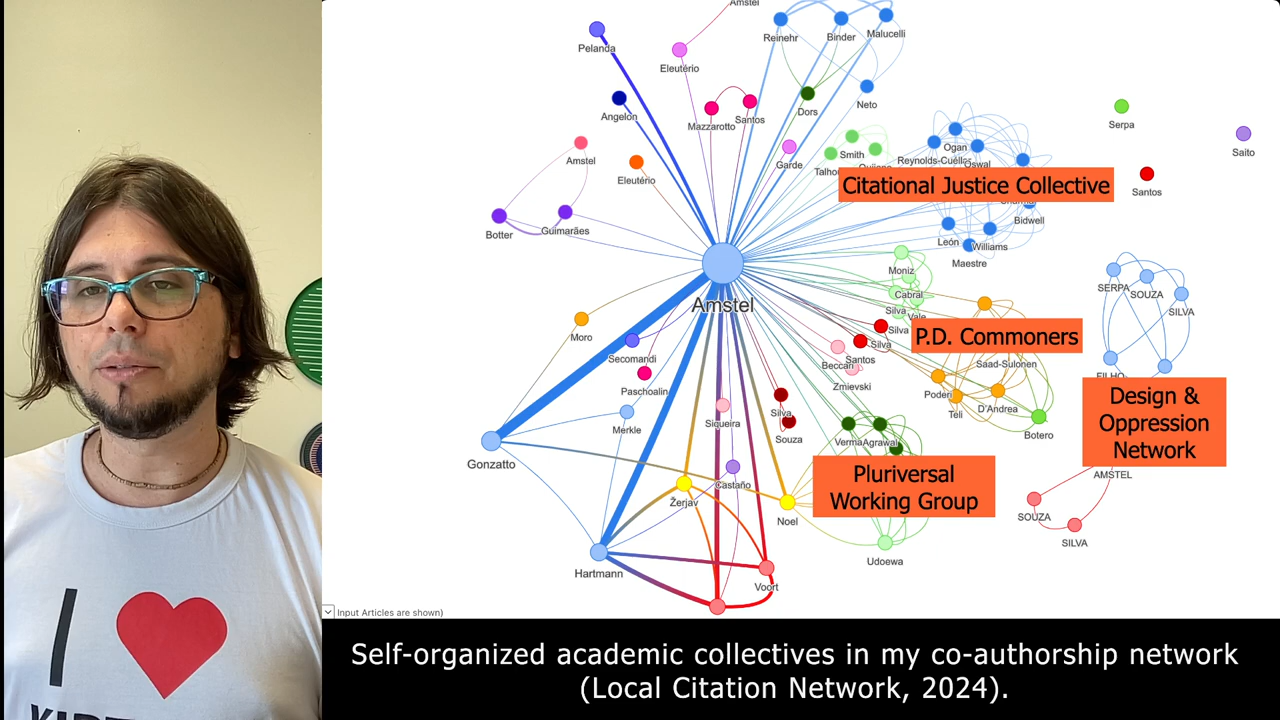 Amstel
Pelanda
Eleutério
Reinehr
Binder
Malucelli
Angelon
Mazzarotto
Santos
Dors
Neto
Serpa
Saito
Amstel
Eleutério
Garde
Smith
Ogan
Reynolds-Cuéllar
Oswal
Santos
Citational Justice Collective
Botter
Guimarães
Bidwell
León
Williams
Maestre
Moniz
Cabral
Silva
Vale
SERPA
SOUZA
SILVA
Amstel
Moro
Secomandi
Paschoalin
Silva
Silva
Santos
Beccari
Zmievski
P.D. Commoners
Saad-Sulonen
D'Andrea
Teli
Botero
Design &
Oppression
Network
Merkle
Siqueira
Silva
Souza
Verma
Agrawal
Gonzatto
Castaño
Žerjav
Noel
Pluriversal
Working Group
AMSTEL
SOUZA
SILVA
Udoewa
Hartmann
Voort
Input Articles are shown)
I
Self-organized academic collectives in my co-authorship network
(Local Citation Network, 2024).